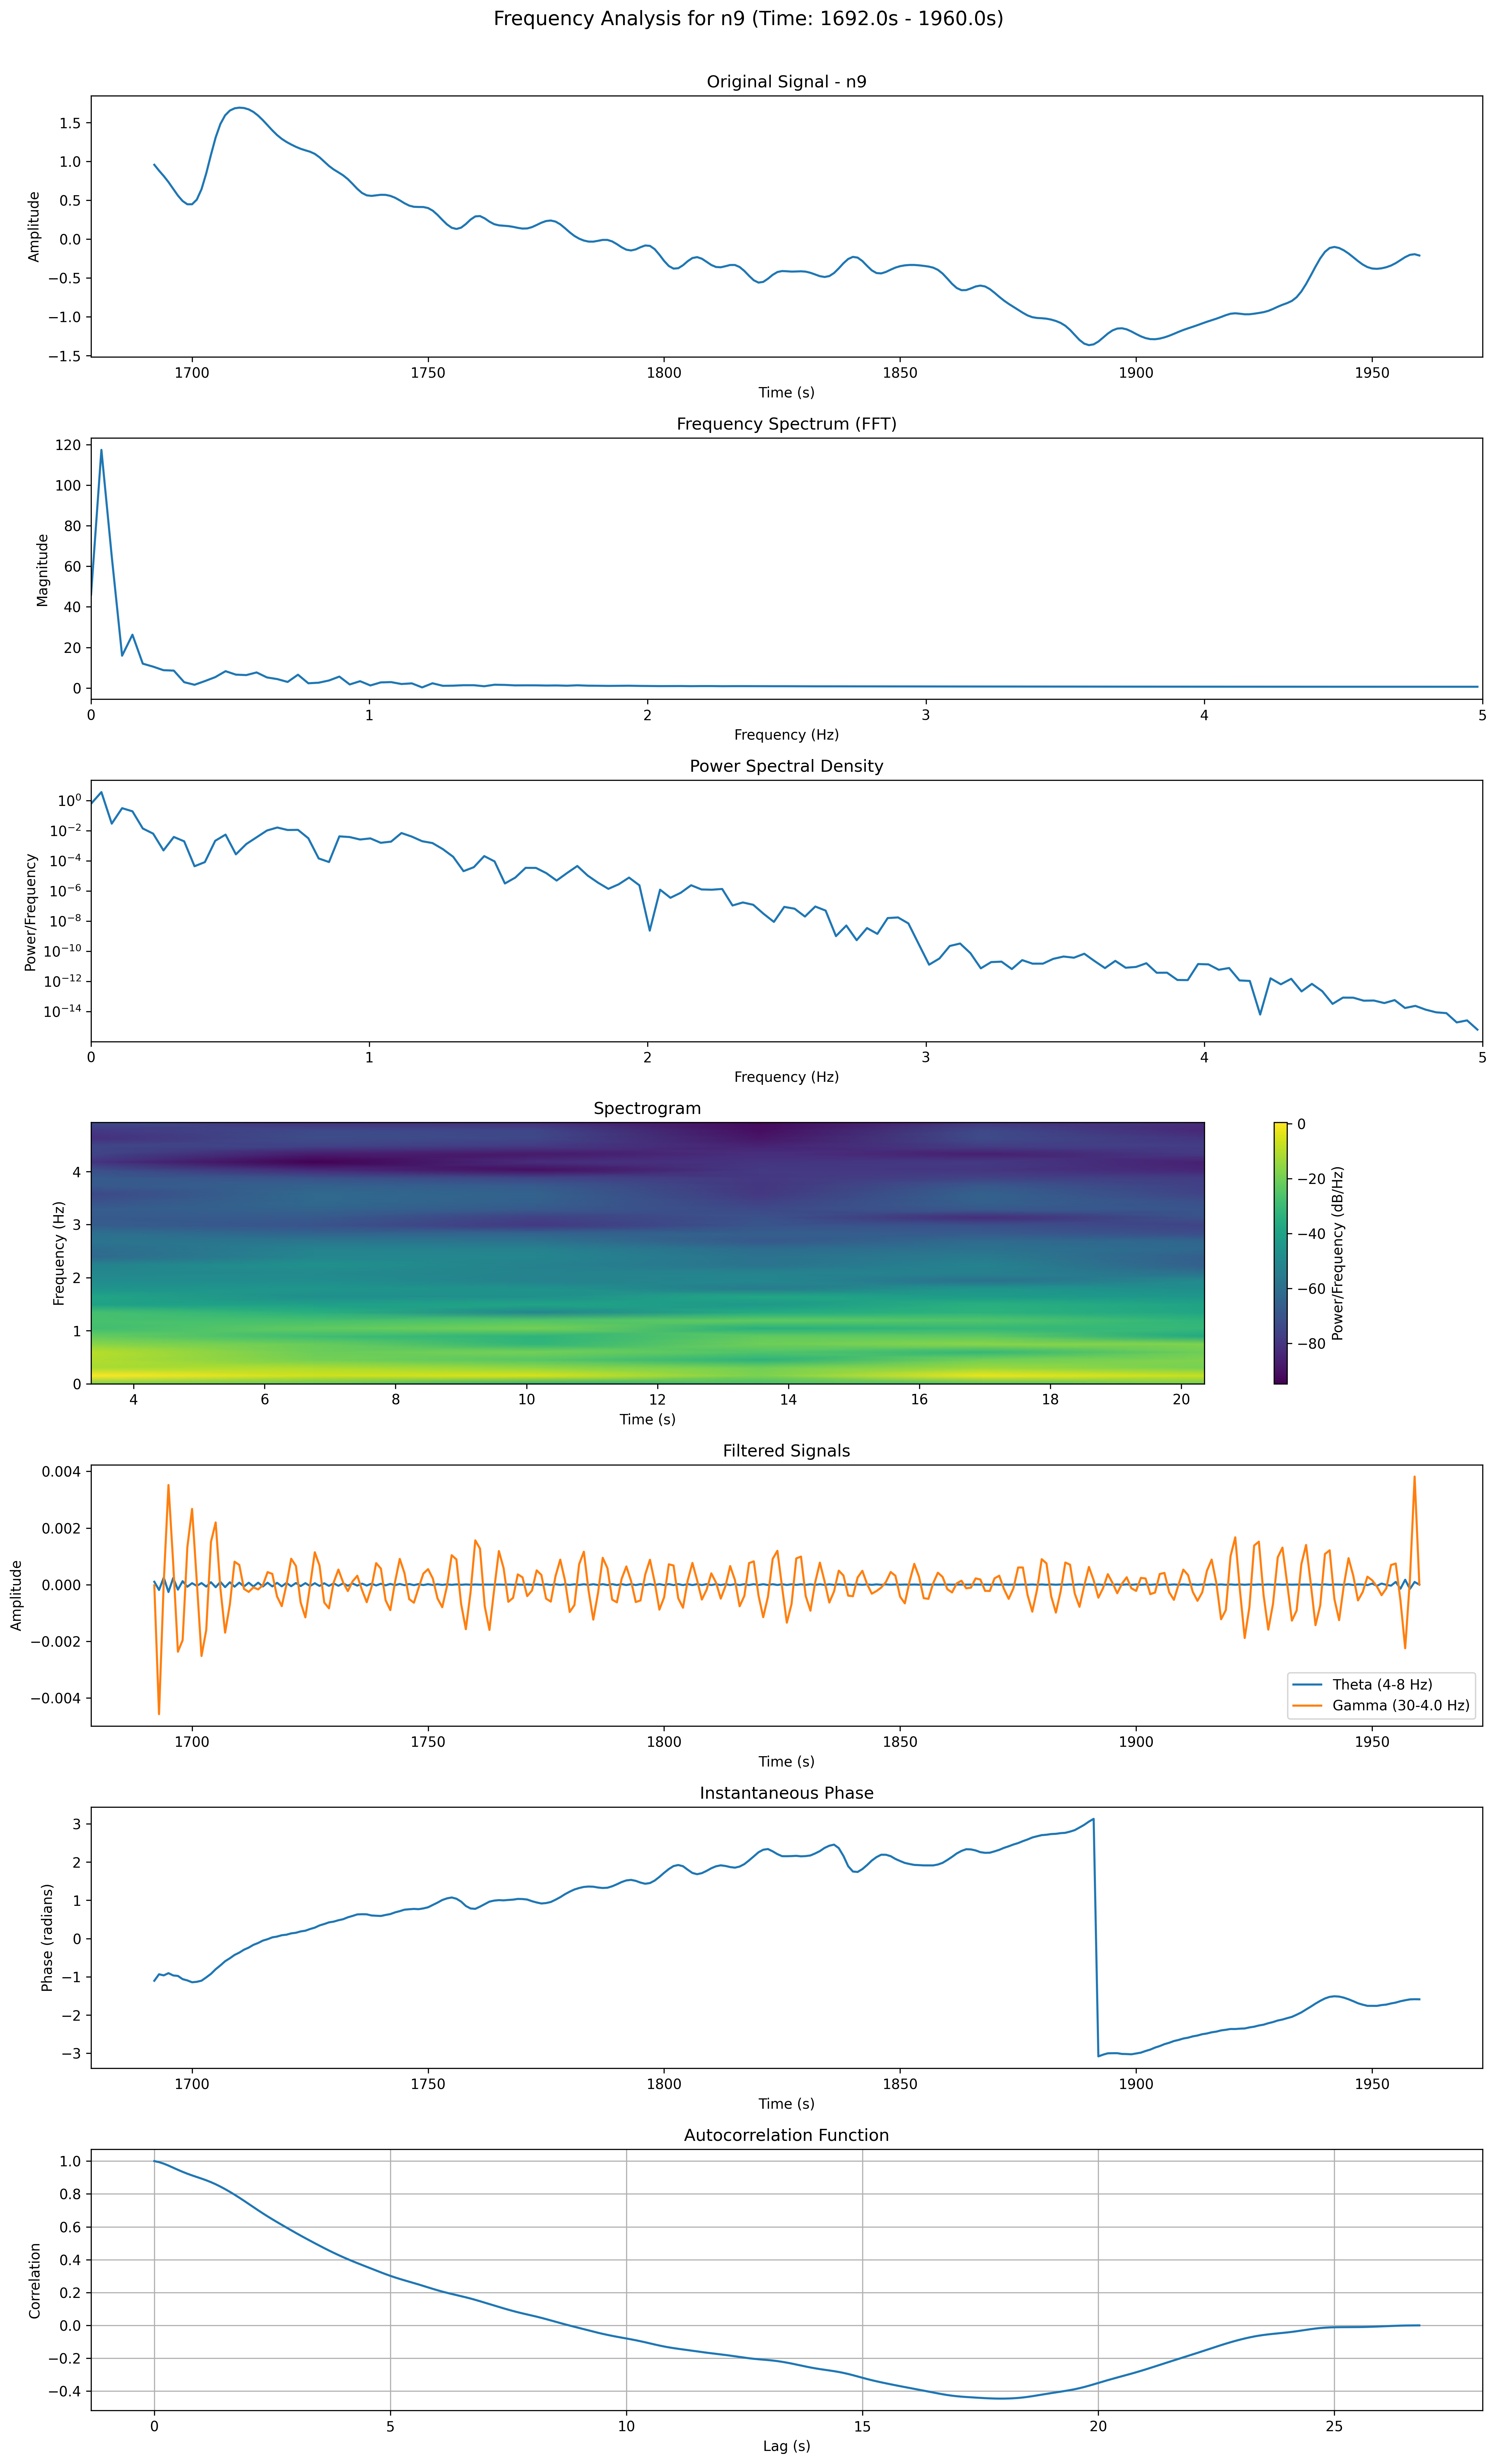 Frequency Analysis for n9 (Time: 1692.0s - 1960.0s)
Original Signal - n9
Amplitude
1.5
1.0
0.5
0.0
−0.5
−1.0
−1.5
1700 1750 1800 1850 1900 1950
Time (s)
Frequency Spectrum (FFT)
Magnitude
120
100
80
60
40
20
0
0 1 2 3 4 5
Frequency (Hz)
Power Spectral Density
Power/Frequency
10⁰
10⁻²
10⁻⁴
10⁻⁶
10⁻⁸
10⁻¹⁰
10⁻¹²
10⁻¹⁴
0 1 2 3 4 5
Frequency (Hz)
Spectrogram
Frequency (Hz)
4
3
2
1
0
4 6 8 10 12 14 16 18 20
Time (s)
0
−20
−40
−60
−80
Power/Frequency (dB/Hz)
Filtered Signals
Amplitude
0.004
0.002
0.000
−0.002
−0.004
Theta (4-8 Hz)
Gamma (30-4.0 Hz)
1700 1750 1800 1850 1900 1950
Time (s)
Instantaneous Phase
Phase (radians)
3
2
1
0
−1
−2
−3
1700 1750 1800 1850 1900 1950
Time (s)
Autocorrelation Function
Correlation
1.0
0.8
0.6
0.4
0.2
0.0
−0.2
−0.4
0 5 10 15 20 25
Lag (s)